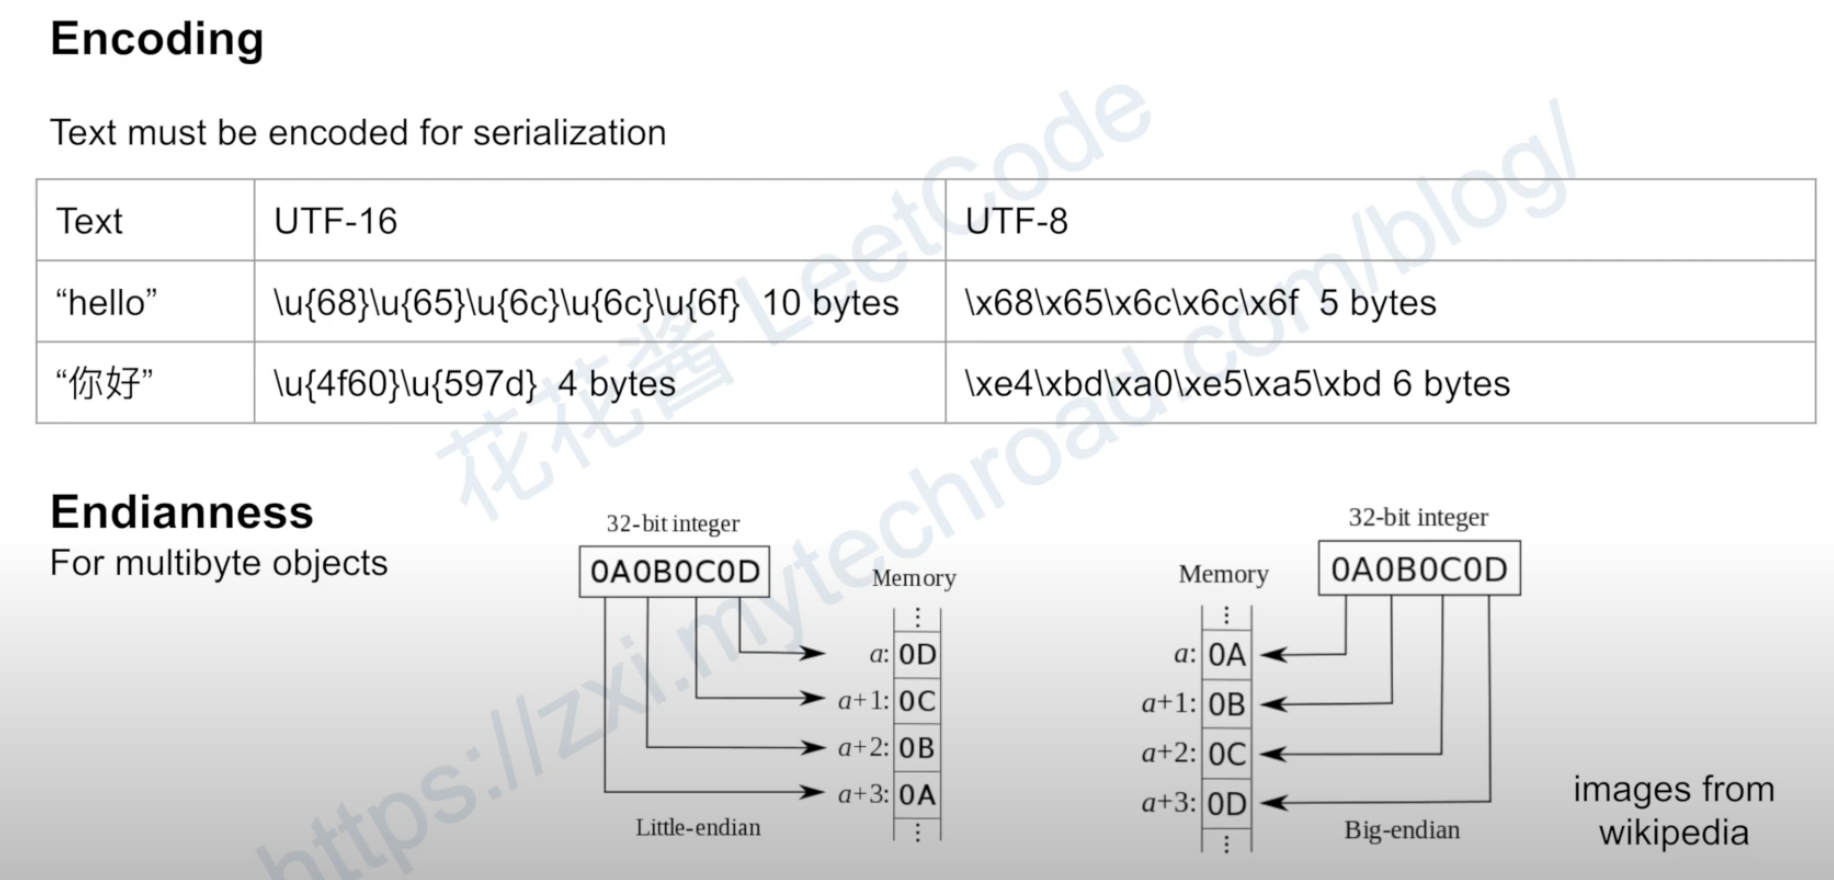 Encoding
Text must be encoded for serialization
Text UTF-16 UTF-8
“hello” \u{68}\u{65}\u{6c}\u{6c}\u{6f} 10 bytes \x68\x65\x6c\x6c\x6f 5 bytes
“你好” \u{4f60}\u{597d} 4 bytes \xe4\xbd\xa0\xe5\xa5\xbd 6 bytes
花花酱 LeetCode
https://zxi.mytechroad.com/blog/
Endianness
For multibyte objects
32-bit integer
0A0B0C0D
Memory
⋮
a: 0D
a+1: 0C
a+2: 0B
a+3: 0A
⋮
Little-endian
32-bit integer
0A0B0C0D
Memory
⋮
a: 0A
a+1: 0B
a+2: 0C
a+3: 0D
⋮
Big-endian
images from
wikipedia